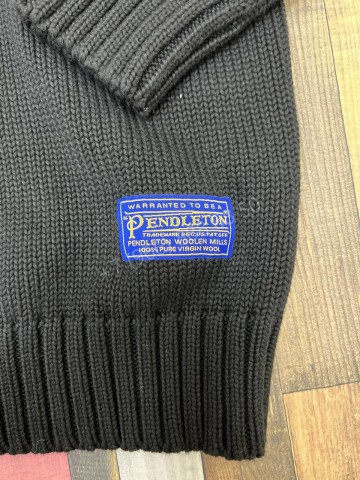 WARRANTED TO BE A
"PENDLETON"
TRADEMARK REG. U.S. PAT. OFF.
PENDLETON WOOLEN MILLS
100% PURE VIRGIN WOOL